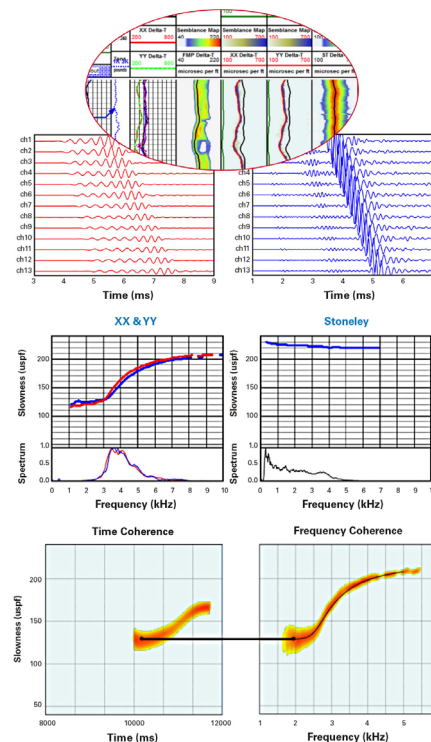 100
XX Delta-T
Semblance Map
Semblance Map
Semblance Map
200 800
40 220
100 700
100 700
YY Delta-T
MP Delta-T
XX Delta-T
YY Delta-T
ST Delta-T
200 800
40 220
100 700
100 700
100
microsec per ft
microsec per ft
microsec per ft
microsec per ft
ch1
ch2
ch3
ch4
ch5
ch6
ch7
ch8
ch9
ch10
ch11
ch12
ch13
3 4 5 6 7 8 9
Time (ms)
ch4
ch5
ch6
ch7
ch8
ch9
ch10
ch11
ch12
ch13
1 2 3 4 5 6
Time (ms)
XX &YY
Stoneley
Slowness (uspf)
200
150
100
Spectrum
1.0
0.5
0.0
0 1 2 3 4 5 6 7 8 9 10
Frequency (kHz)
Slowness (uspf)
200
150
100
Spectrum
1.0
0.5
0.0
0 1 2 3 4 5 6 7 8 9
Frequency (kHz)
Time Coherence
Frequency Coherence
Slowness (uspf)
200
150
100
50
8000 10000 12000
Time (ms)
200
150
100
50
1 2 3 4 5
Frequency (kHz)